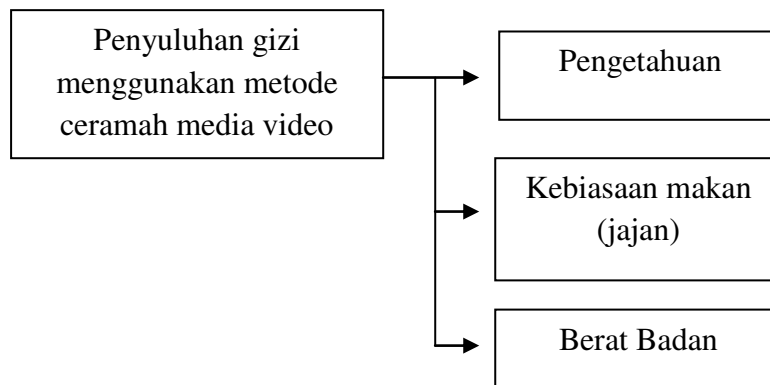 Penyuluhan gizi
menggunakan metode
ceramah media video
Pengetahuan
Kebiasaan makan
(jajan)
Berat Badan